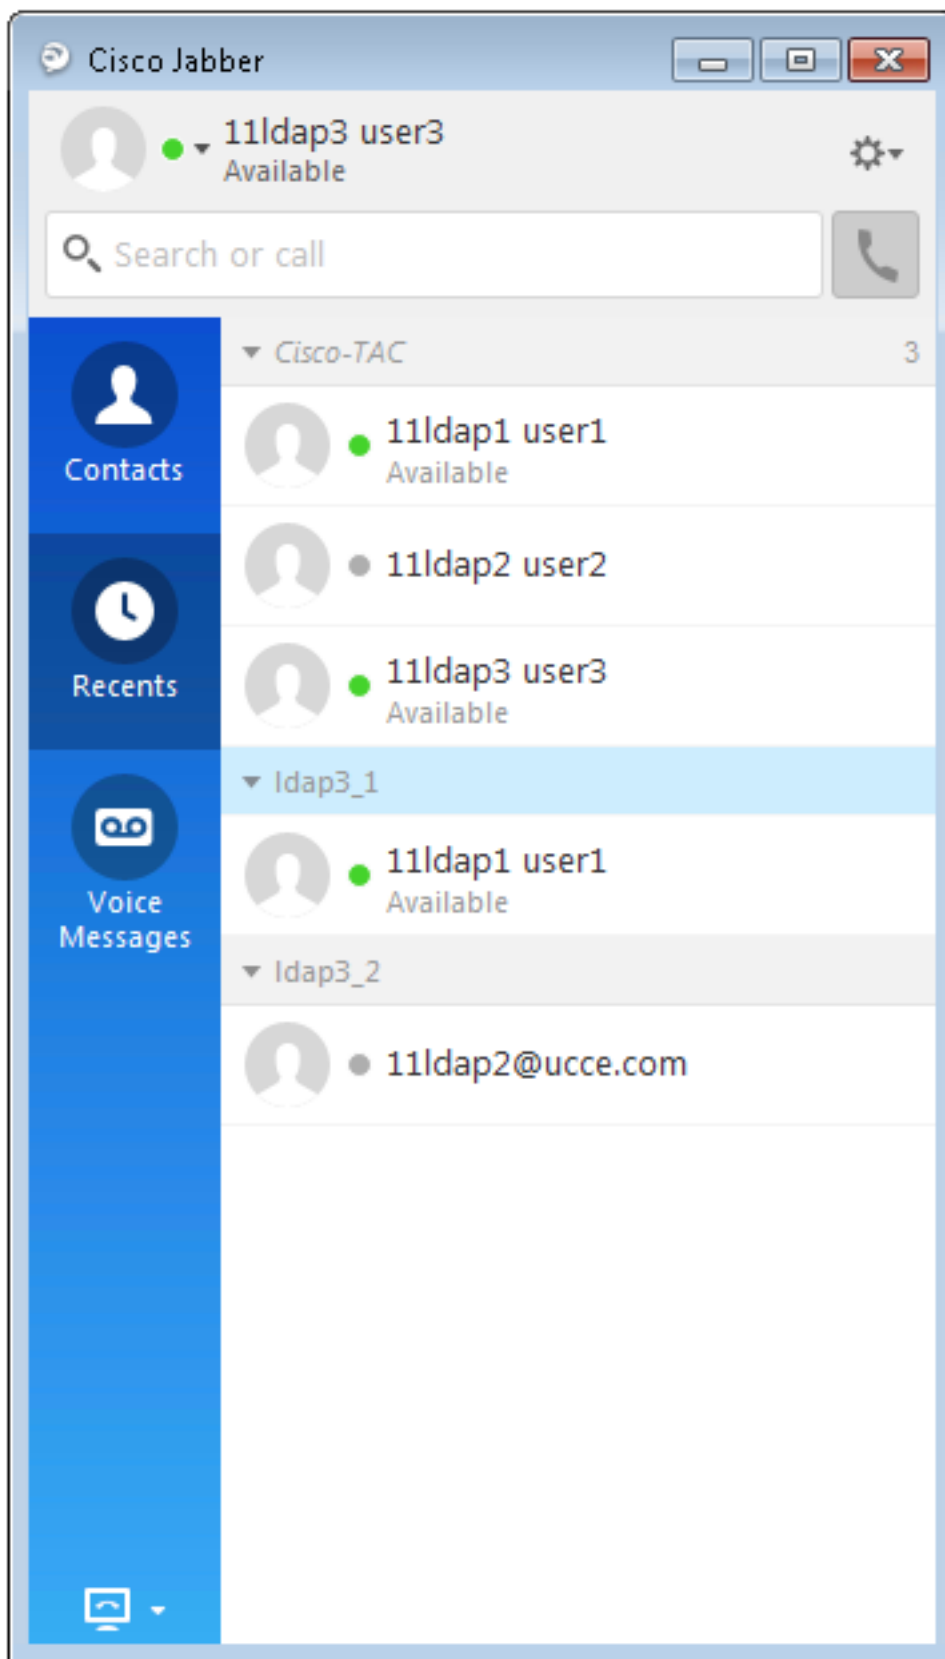 Cisco Jabber
11ldap3 user3
Available
Search or call
Contacts
Recents
Voice
Messages
Cisco-TAC 3
11ldap1 user1
Available
11ldap2 user2
11ldap3 user3
Available
ldap3_1
11ldap1 user1
Available
ldap3_2
11ldap2@ucce.com